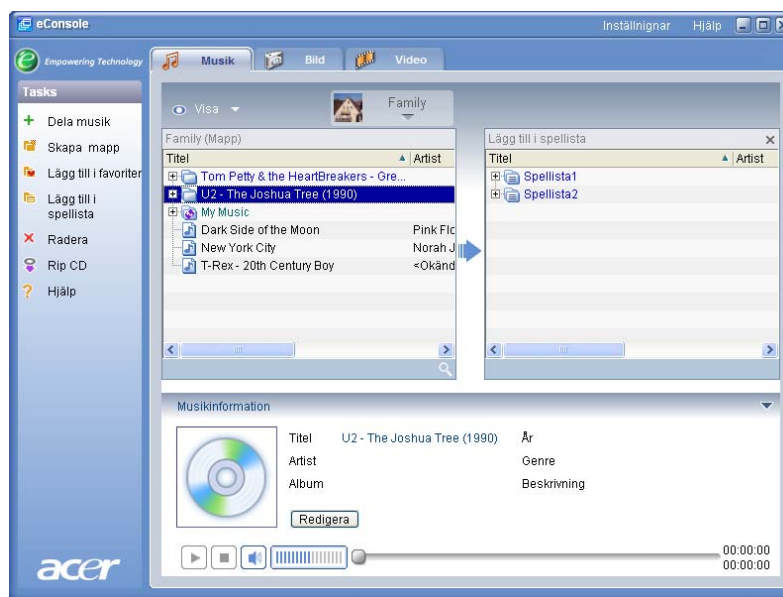 eConsole
Inställnignar Hjälp
Empowering Technology
Musik Bild Video
Tasks
Dela musik
Skapa mapp
Lägg till i favoriter
Lägg till i
spellista
Radera
Rip CD
Hjälp
Visa
Family
Family (Mapp)
Titel Artist
Tom Petty & the HeartBreakers - Gre...
U2 - The Joshua Tree (1990)
My Music
Dark Side of the Moon Pink Flc
New York City Norah J
T-Rex - 20th Century Boy <Okänd
Lägg till i spellista
Titel Artist
Spellista1
Spellista2
Musikinformation
Titel U2 - The Joshua Tree (1990) År
Artist Genre
Album Beskrivning
Redigera
00:00:00
00:00:00
acer